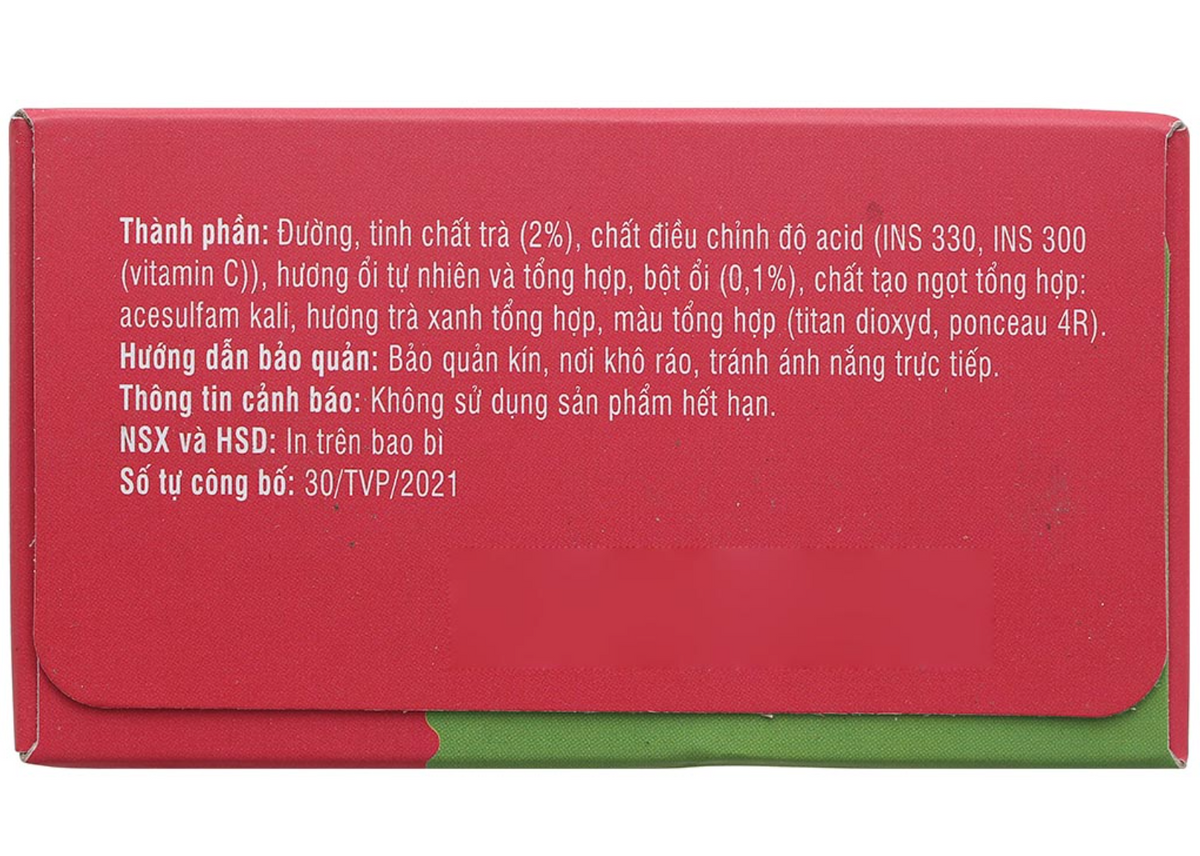 Thành phần: Đường, tinh chất trà (2%), chất điều chỉnh độ acid (INS 330, INS 300
(vitamin C)), hương ổi tự nhiên và tổng hợp, bột ổi (0,1%), chất tạo ngọt tổng hợp:
acesulfam kali, hương trà xanh tổng hợp, màu tổng hợp (titan dioxyd, ponceau 4R).
Hướng dẫn bảo quản: Bảo quản kín, nơi khô ráo, tránh ánh nắng trực tiếp.
Thông tin cảnh báo: Không sử dụng sản phẩm hết hạn.
NSX và HSD: In trên bao bì
Số tự công bố: 30/TVP/2021